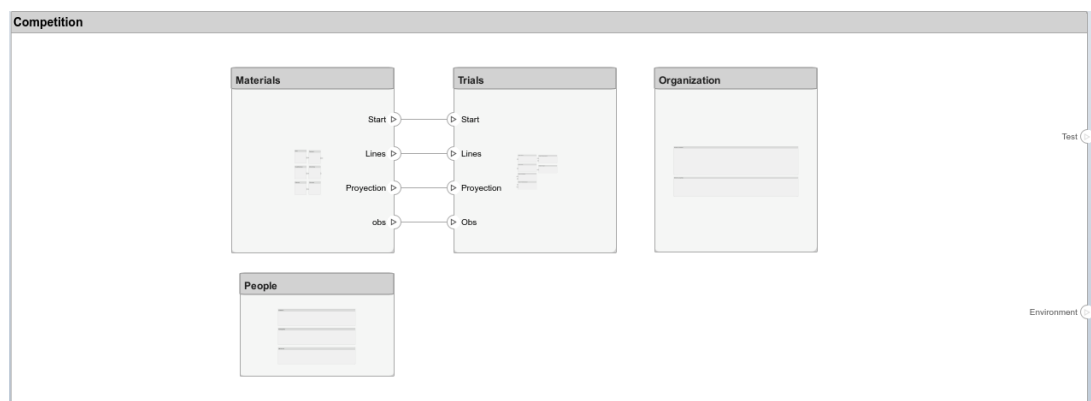 Competition
Materials
Trials
Organization
Start
Start
Test
Lines
Lines
Proyection
Proyection
obs
Obs
People
Environment